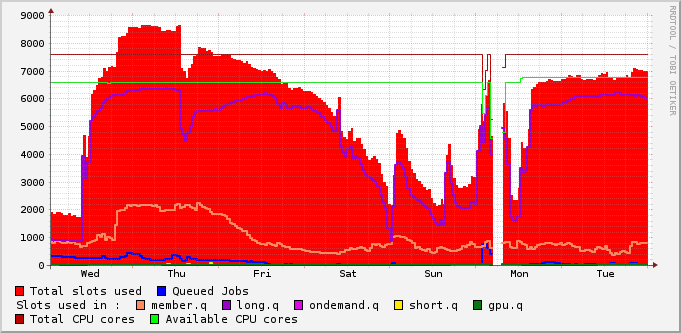 RRDTOOL / TOBI OETIKER
9000
8000
7000
6000
5000
4000
3000
2000
1000
0
Wed Thu Fri Sat Sun Mon Tue
Total slots used Queued Jobs
Slots used in : member.q long.q ondemand.q short.q gpu.q
Total CPU cores Available CPU cores